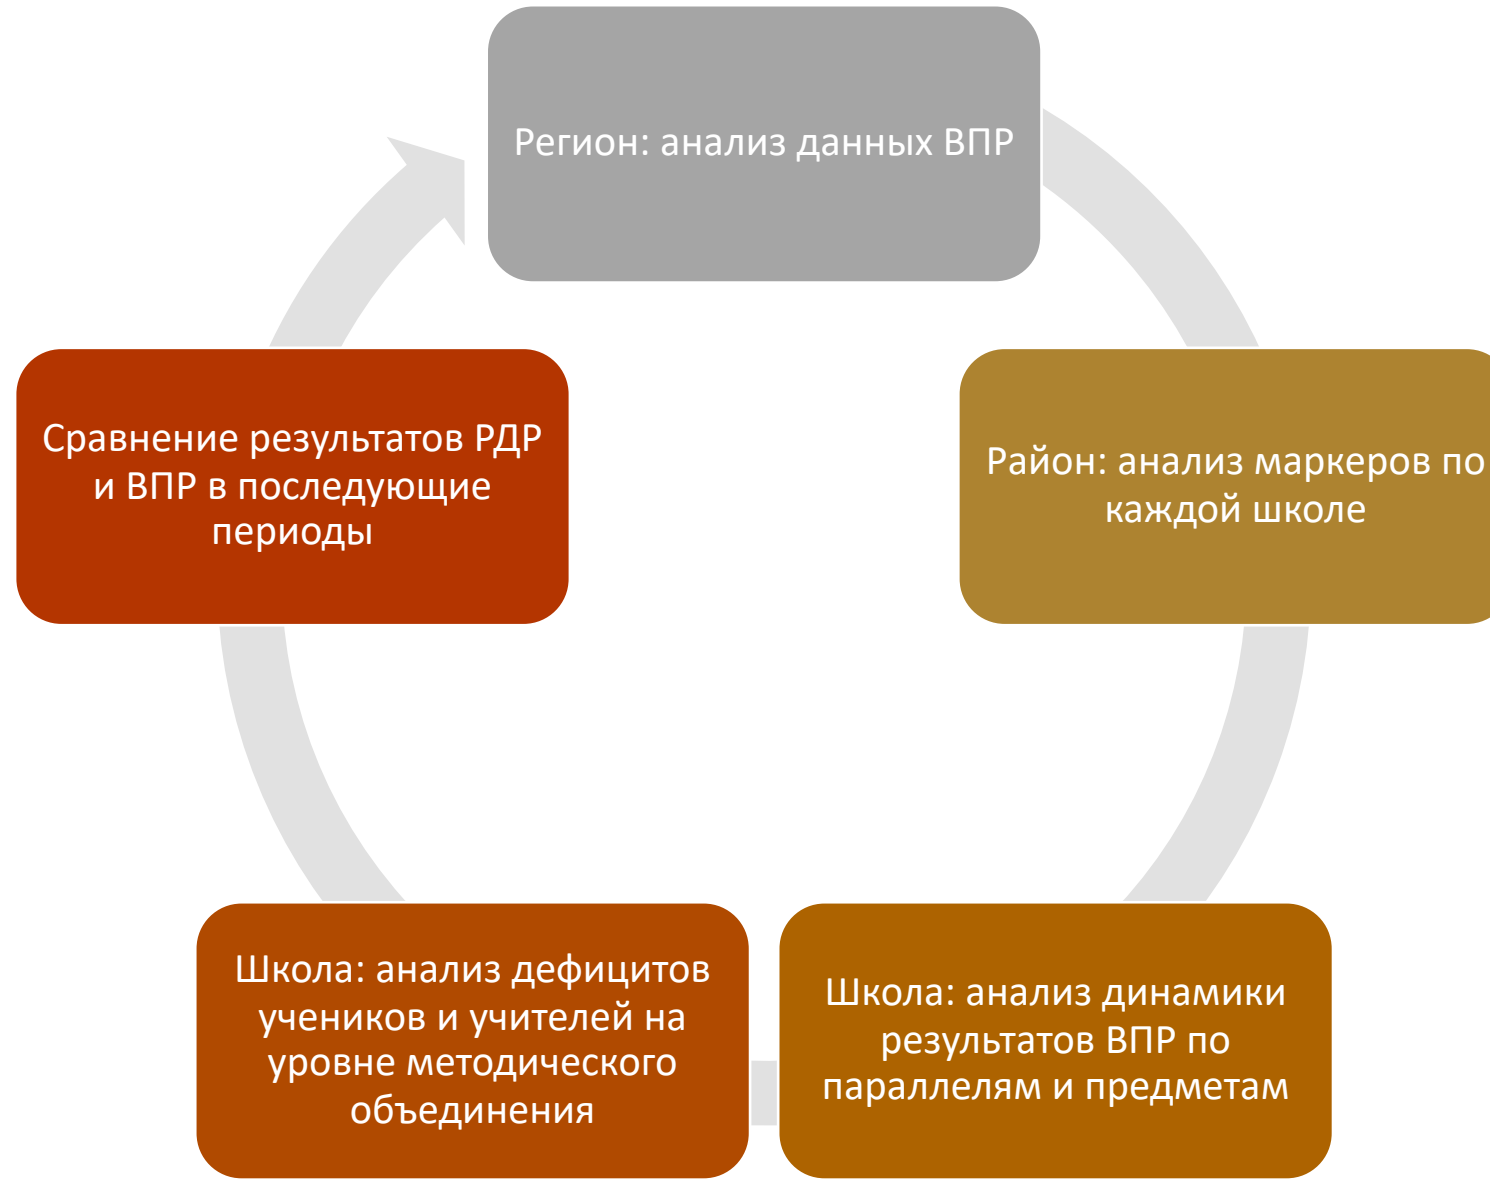 Регион: анализ данных ВПР
Район: анализ маркеров по
каждой школе
Школа: анализ динамики
результатов ВПР по
параллелям и предметам
Школа: анализ дефицитов
учеников и учителей на
уровне методического
объединения
Сравнение результатов РДР
и ВПР в последующие
периоды